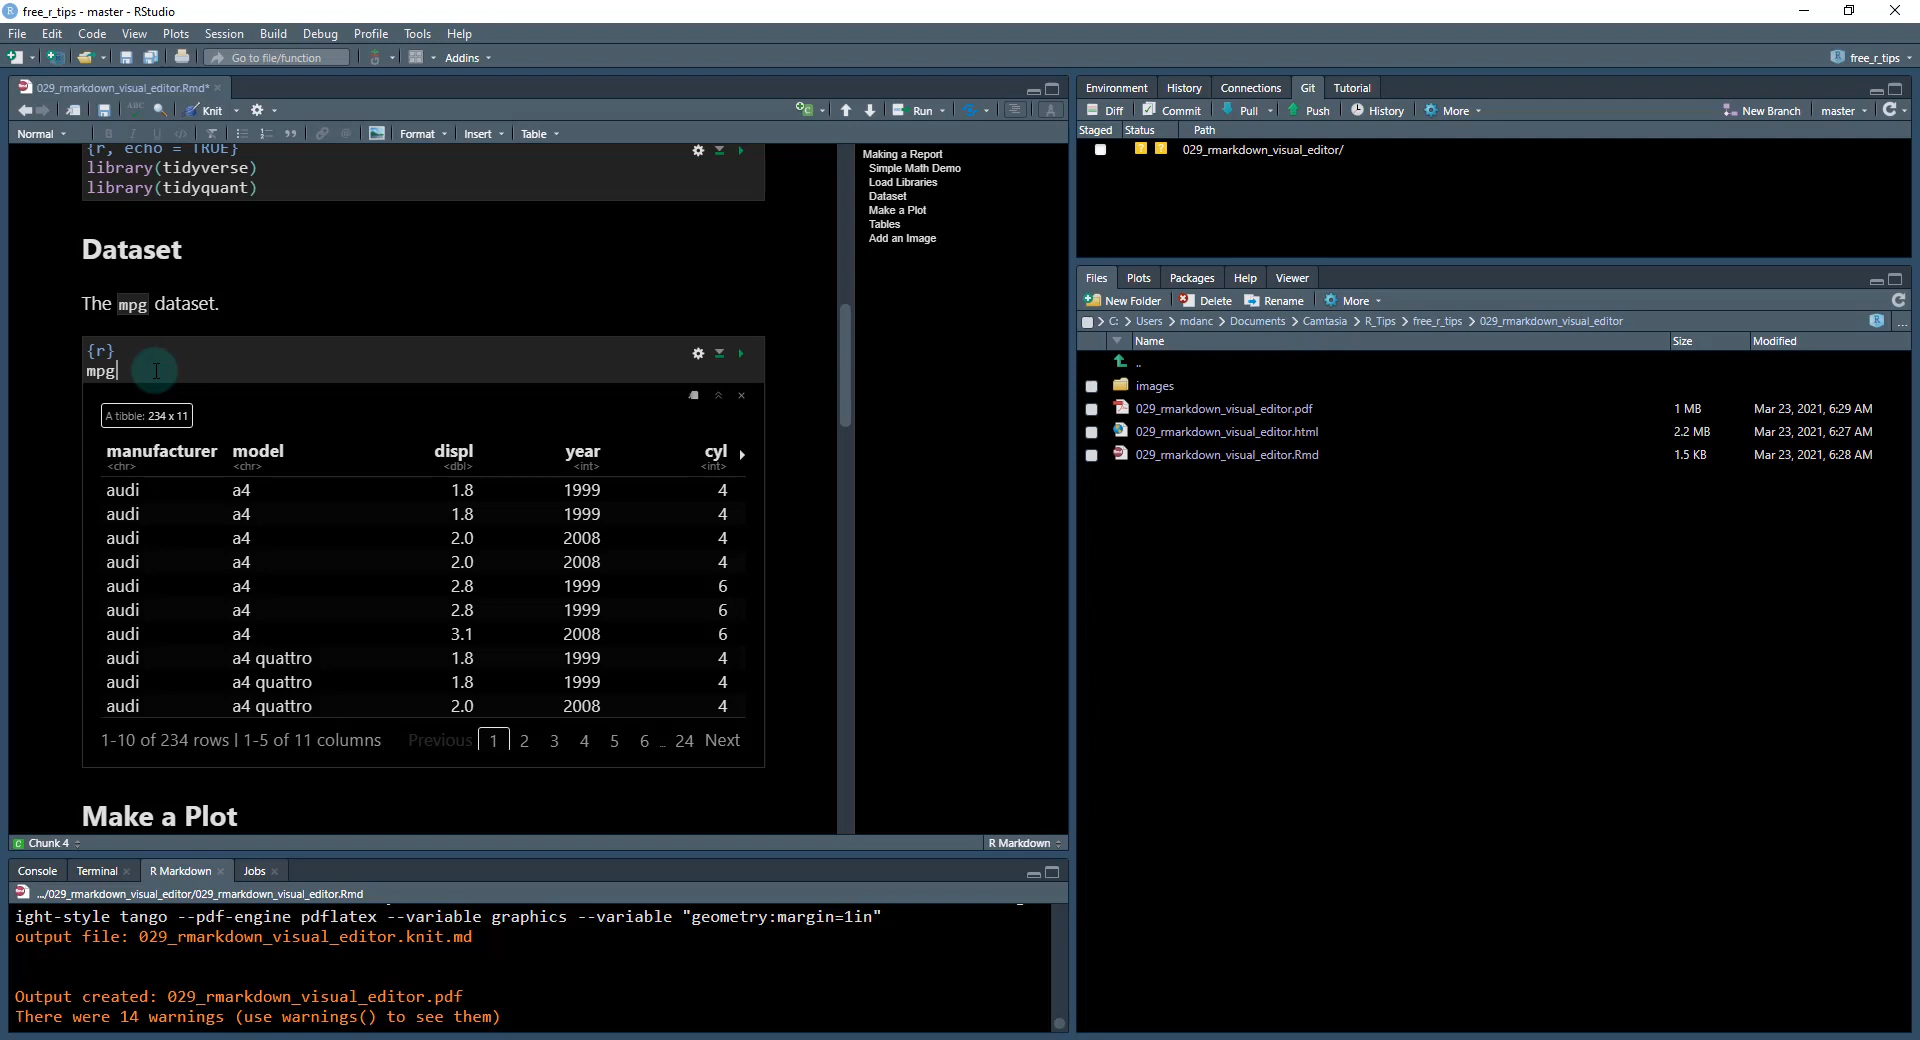 free_r_tips - master - RStudio
File Edit Code View Plots Session Build Debug Profile Tools Help
Go to file/function Addins free_r_tips
029_rmarkdown_visual_editor.Rmd*
Knit Run
Normal B I U Format Insert Table
{r, echo = TRUE}
library(tidyverse)
library(tidyquant)
Dataset
The mpg dataset.
{r}
mpg
A tibble: 234 x 11
manufacturer model displ year cyl
<chr> <chr> <dbl> <int> <int>
audi a4 1.8 1999 4
audi a4 1.8 1999 4
audi a4 2.0 2008 4
audi a4 2.0 2008 4
audi a4 2.8 1999 6
audi a4 2.8 1999 6
audi a4 3.1 2008 6
audi a4 quattro 1.8 1999 4
audi a4 quattro 1.8 1999 4
audi a4 quattro 2.0 2008 4
1-10 of 234 rows | 1-5 of 11 columns Previous 1 2 3 4 5 6 … 24 Next
Make a Plot
Chunk 4 R Markdown
Making a Report
Simple Math Demo
Load Libraries
Dataset
Make a Plot
Tables
Add an Image
Console Terminal R Markdown Jobs
…/029_rmarkdown_visual_editor/029_rmarkdown_visual_editor.Rmd
ight-style tango --pdf-engine pdflatex --variable graphics --variable "geometry:margin=1in"
output file: 029_rmarkdown_visual_editor.knit.md
Output created: 029_rmarkdown_visual_editor.pdf
There were 14 warnings (use warnings() to see them)
Environment History Connections Git Tutorial
Diff Commit Pull Push History More New Branch master
Staged Status Path
? ? 029_rmarkdown_visual_editor/
Files Plots Packages Help Viewer
New Folder Delete Rename More
C: > Users > mdanc > Documents > Camtasia > R_Tips > free_r_tips > 029_rmarkdown_visual_editor ...
Name Size Modified
..
images
029_rmarkdown_visual_editor.pdf 1 MB Mar 23, 2021, 6:29 AM
029_rmarkdown_visual_editor.html 2.2 MB Mar 23, 2021, 6:27 AM
029_rmarkdown_visual_editor.Rmd 1.5 KB Mar 23, 2021, 6:28 AM